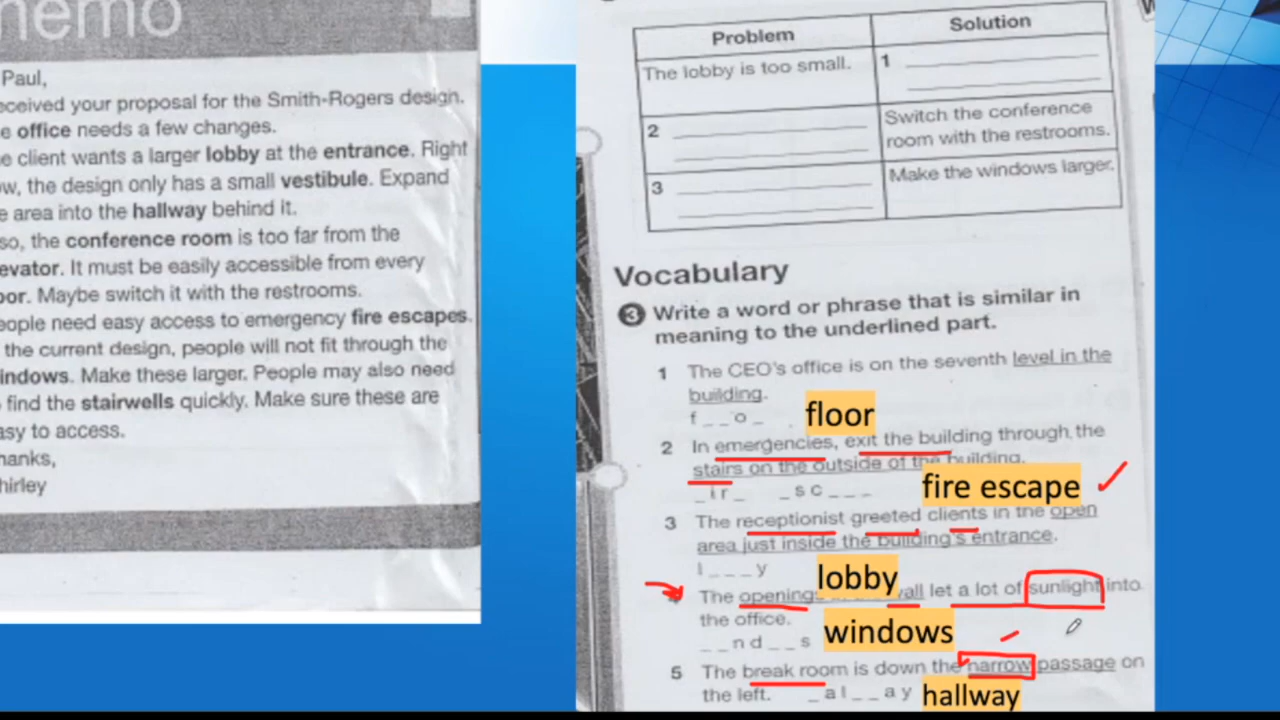 nemo
Paul,
eceived your proposal for the Smith-Rogers design.
e office needs a few changes.
e client wants a larger lobby at the entrance. Right
ow, the design only has a small vestibule. Expand
e area into the hallway behind it.
so, the conference room is too far from the
evator. It must be easily accessible from every
oor. Maybe switch it with the restrooms.
eople need easy access to emergency fire escapes.
the current design, people will not fit through the
indows. Make these larger. People may also need
find the stairwells quickly. Make sure these are
asy to access.
hanks,
hirley
Problem Solution
The lobby is too small. 1
2 Switch the conference
room with the restrooms.
3 Make the windows larger.
Vocabulary
3 Write a word or phrase that is similar in
meaning to the underlined part.
1 The CEO's office is on the seventh level in the
building.
f _ _ o _ . floor
2 In emergencies, exit the building through the
stairs on the outside of the building.
_ i r _ _ s c _ _ _ fire escape
3 The receptionist greeted clients in the open
area just inside the building's entrance.
l _ _ _ y lobby
The openings wall let a lot of sunlight into
the office.
_ _ n d _ _ s windows
5 The break room is down the narrow passage on
the left. _ a l _ _ a y hallway